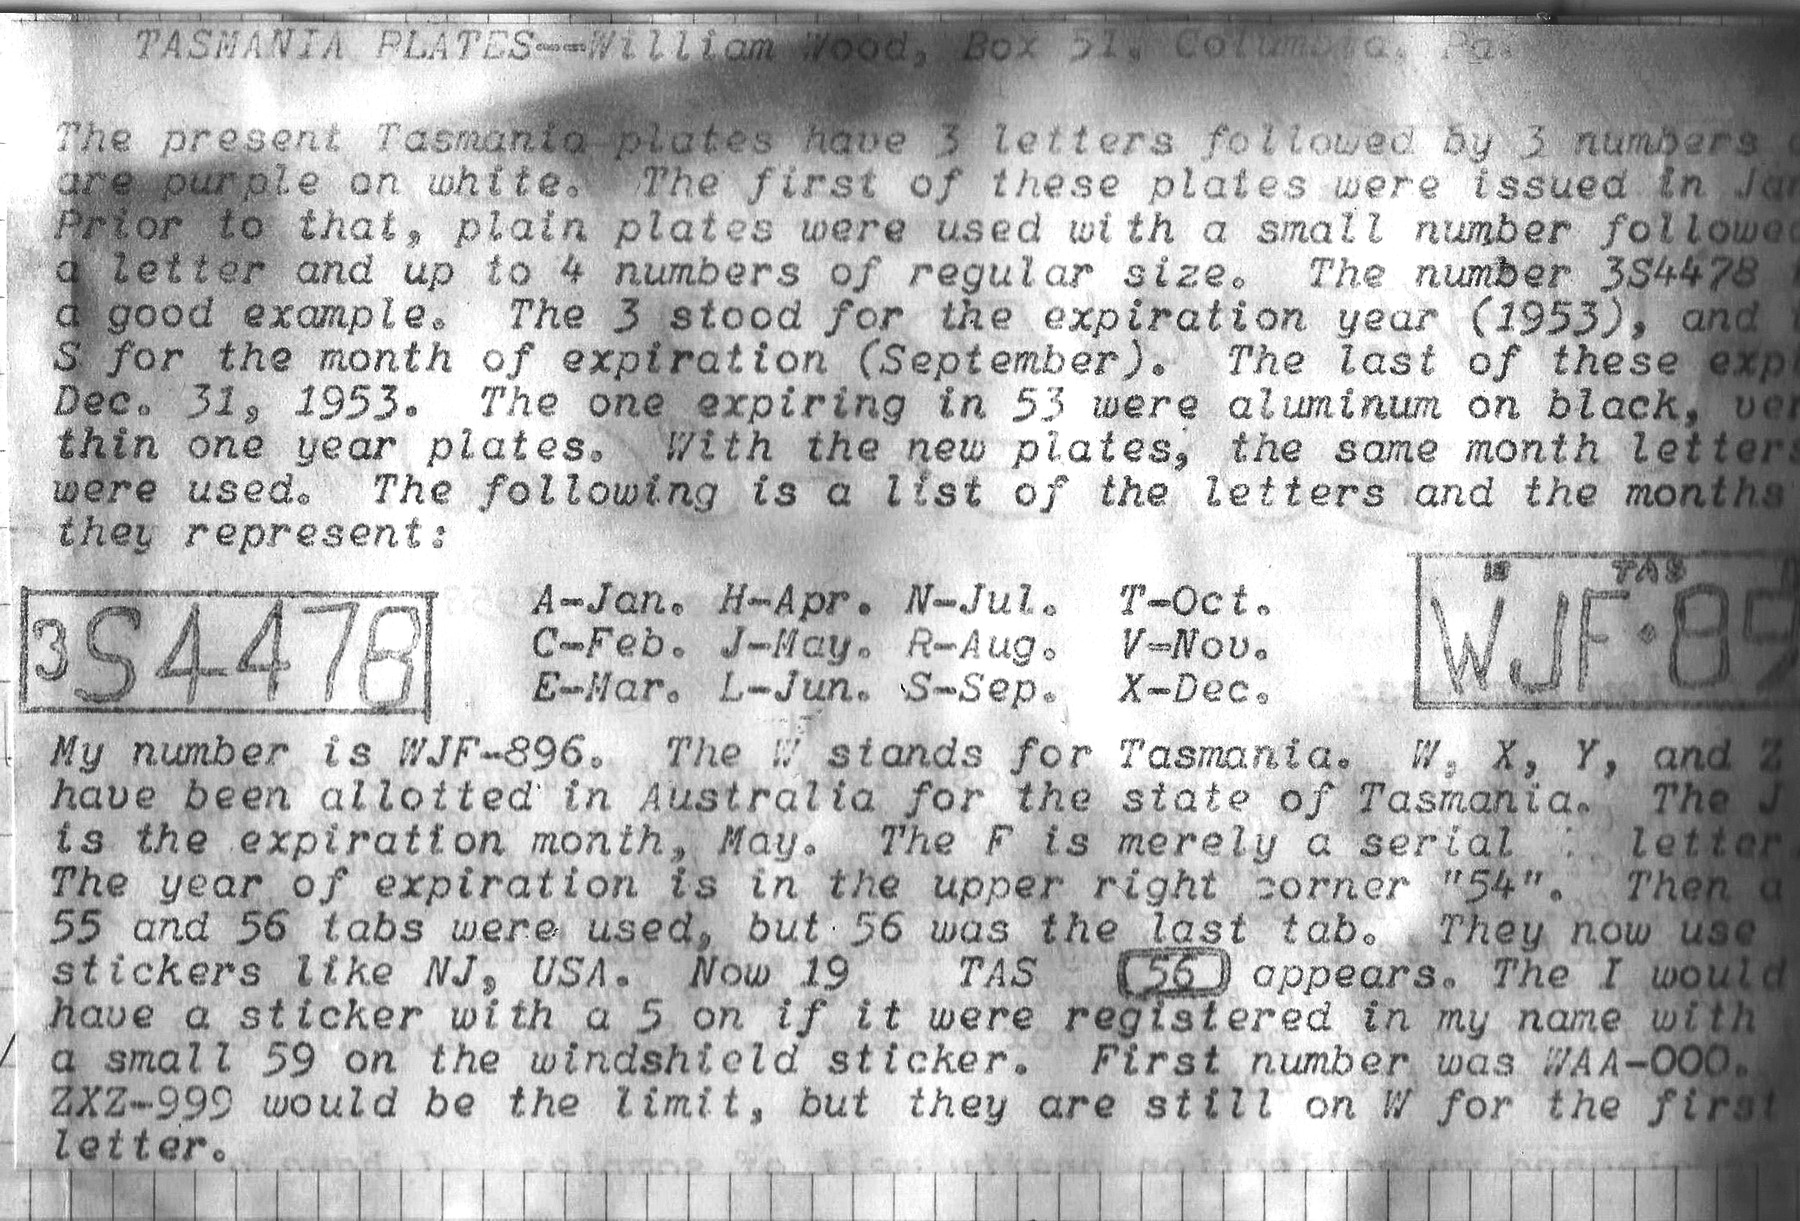 TASMANIA PLATES--William Wood, Box 51, Columbia, Pa.
The present Tasmania plates have 3 letters followed by 3 numbers
are purple on white. The first of these plates were issued in Jan
Prior to that, plain plates were used with a small number followed
a letter and up to 4 numbers of regular size. The number 3S4478
a good example. The 3 stood for the expiration year (1953), and
S for the month of expiration (September). The last of these exp
Dec. 31, 1953. The one expiring in 53 were aluminum on black, ver
thin one year plates. With the new plates, the same month letters
were used. The following is a list of the letters and the months
they represent:
3S4478
A-Jan. H-Apr. N-Jul. T-Oct.
C-Feb. J-May. R-Aug. V-Nov.
E-Mar. L-Jun. S-Sep. X-Dec.
19 TAS
WJF·89
My number is WJF-896. The W stands for Tasmania. W, X, Y, and Z
have been allotted in Australia for the state of Tasmania. The J
is the expiration month, May. The F is merely a serial letter.
The year of expiration is in the upper right corner "54". Then a
55 and 56 tabs were used, but 56 was the last tab. They now use
stickers like NJ, USA. Now 19 TAS 56 appears. The I would
have a sticker with a 5 on if it were registered in my name with
a small 59 on the windshield sticker. First number was WAA-000.
ZXZ-999 would be the limit, but they are still on W for the first
letter.